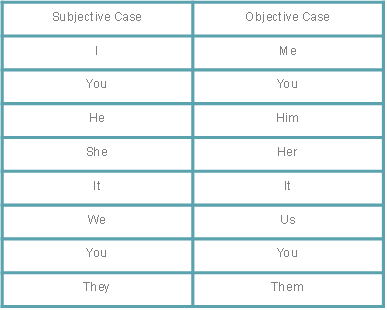 Subjective Case Objective Case
I Me
You You
He Him
She Her
It It
We Us
You You
They Them